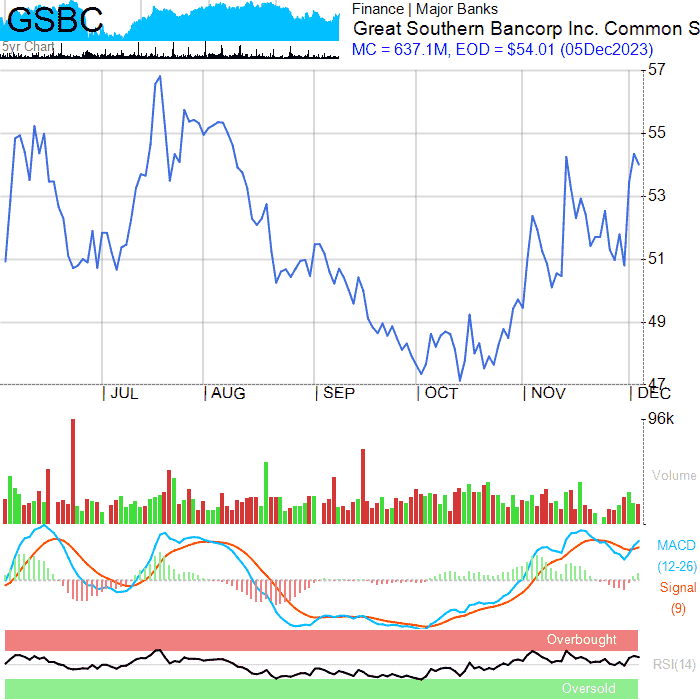 GSBC
5yr Chart
Finance | Major Banks
Great Southern Bancorp Inc. Common S
MC = 637.1M, EOD = $54.01 (05Dec2023)
57
55
53
51
49
47
JUL
AUG
SEP
OCT
NOV
DEC
96k
Volume
MACD
(12-26)
Signal
(9)
Overbought
RSI(14)
Oversold